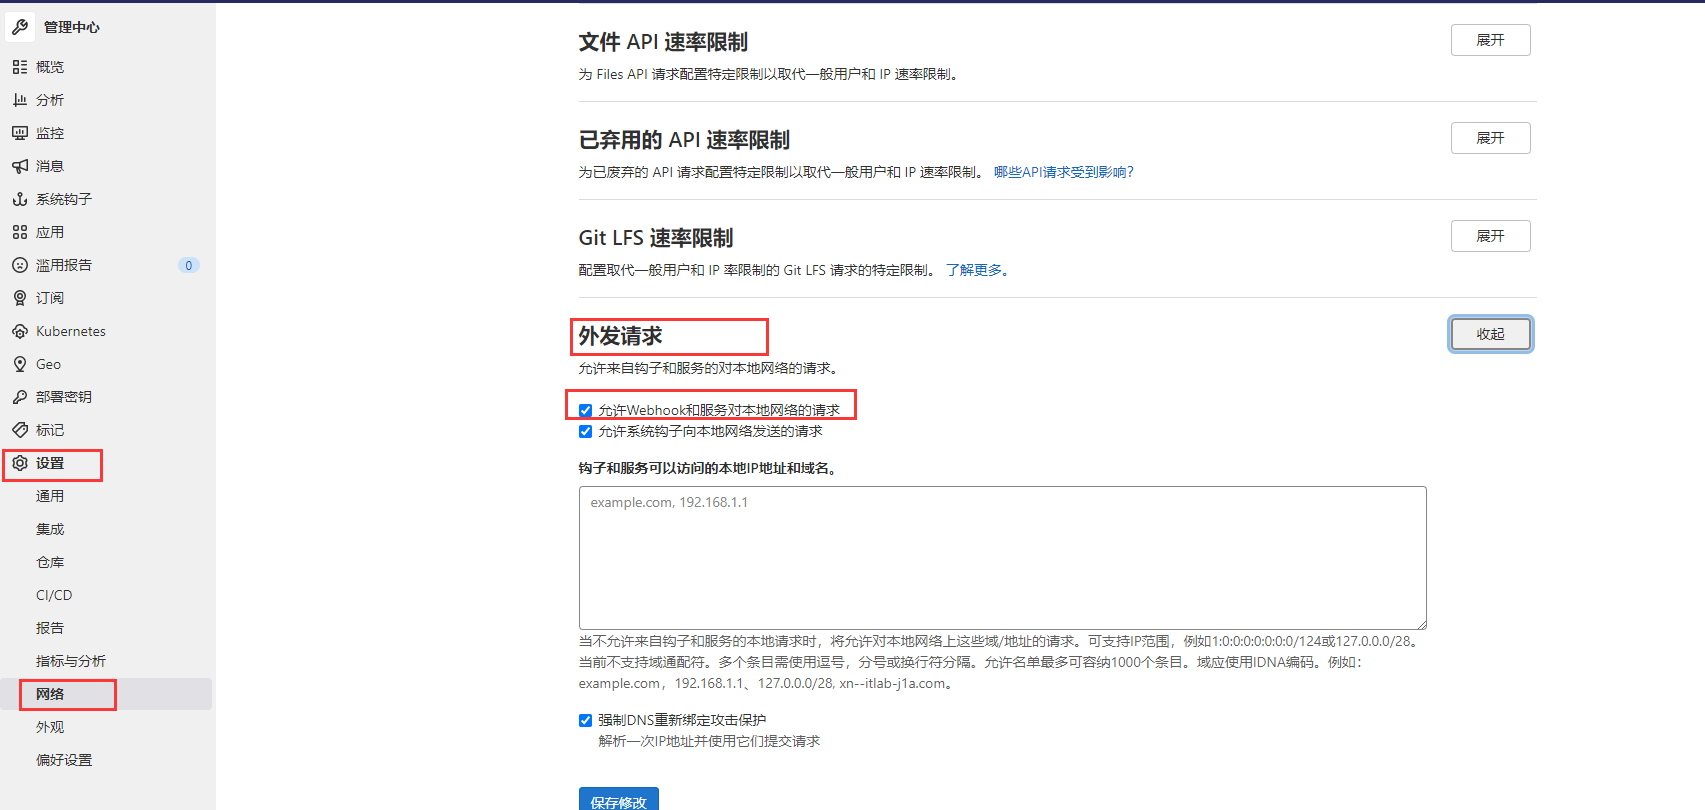 管理中心
概览
分析
监控
消息
系统钩子
应用
滥用报告 0
订阅
Kubernetes
Geo
部署密钥
标记
设置
通用
集成
仓库
CI/CD
报告
指标与分析
网络
外观
偏好设置
文件 API 速率限制
展开
为 Files API 请求配置特定限制以取代一般用户和 IP 速率限制。
已弃用的 API 速率限制
展开
为已废弃的 API 请求配置特定限制以取代一般用户和 IP 速率限制。 哪些API请求受到影响?
Git LFS 速率限制
展开
配置取代一般用户和 IP 率限制的 Git LFS 请求的特定限制。 了解更多。
外发请求
收起
允许来自钩子和服务的对本地网络的请求。
允许Webhook和服务对本地网络的请求
允许系统钩子向本地网络发送的请求
钩子和服务可以访问的本地IP地址和域名。
example.com, 192.168.1.1
当不允许来自钩子和服务的本地请求时，将允许对本地网络上这些域/地址的请求。可支持IP范围，例如1:0:0:0:0:0:0:0/124或127.0.0.0/28。
当前不支持域通配符。多个条目需使用逗号，分号或换行符分隔。允许名单最多可容纳1000个条目。域应使用IDNA编码。例如：
example.com，192.168.1.1、127.0.0.0/28, xn--itlab-j1a.com。
强制DNS重新绑定攻击保护
解析一次IP地址并使用它们提交请求
保存修改